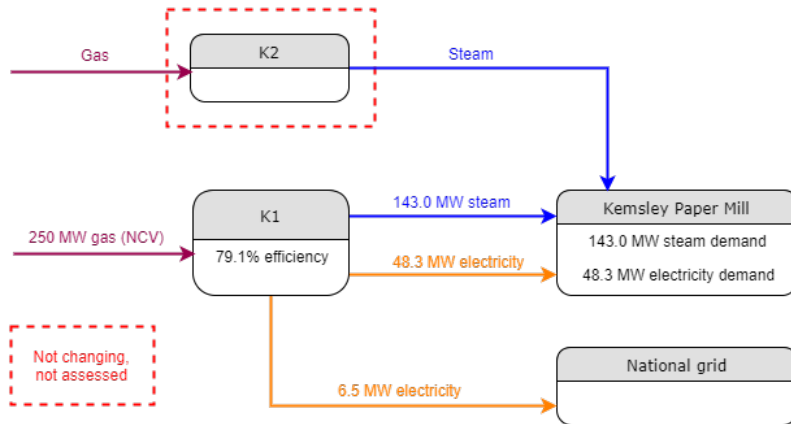 Gas
K2
Steam
250 MW gas (NCV)
K1
79.1% efficiency
143.0 MW steam
48.3 MW electricity
Kemsley Paper Mill
143.0 MW steam demand
48.3 MW electricity demand
Not changing,
not assessed
6.5 MW electricity
National grid